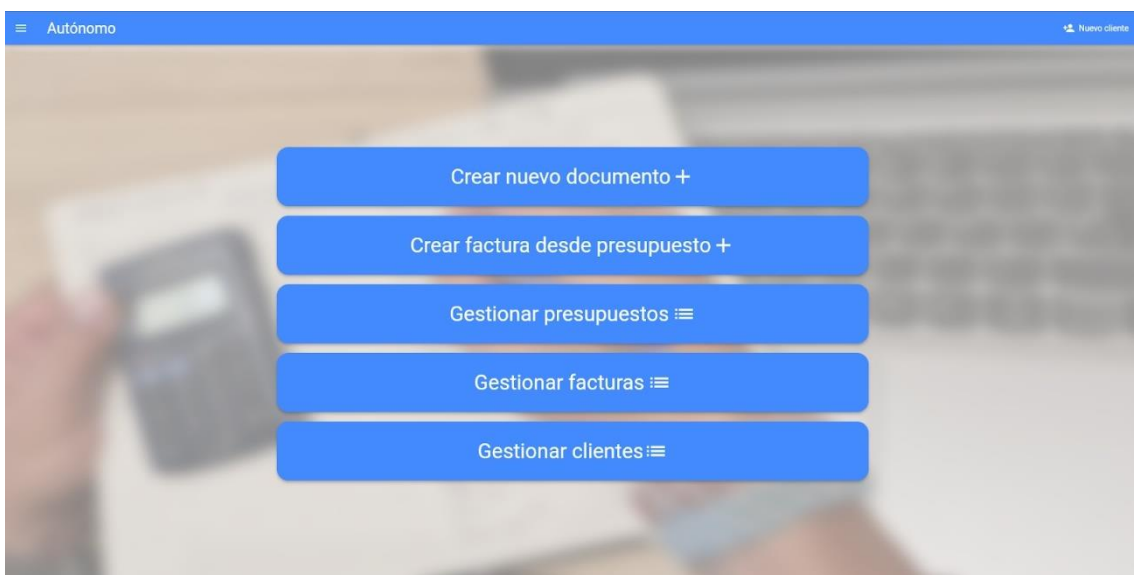 Autónomo
Nuevo cliente
Crear nuevo documento +
Crear factura desde presupuesto +
Gestionar presupuestos
Gestionar facturas
Gestionar clientes